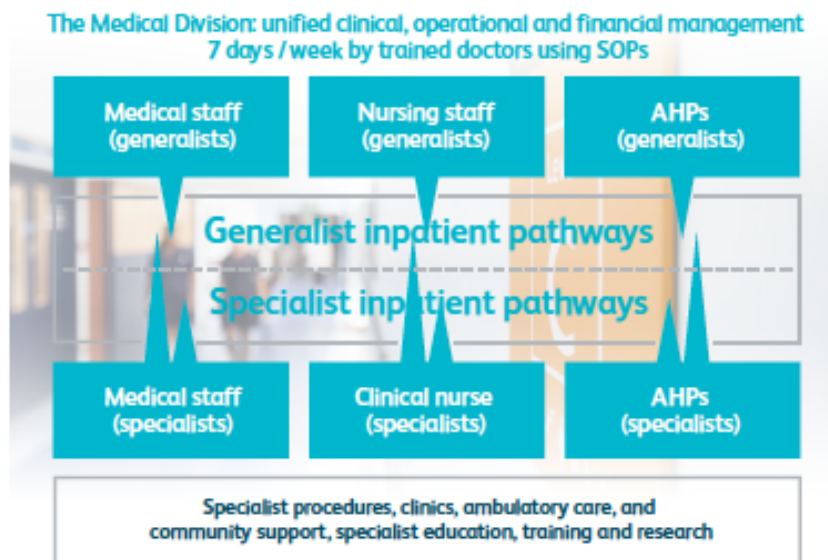 The Medical Division: unified clinical, operational and financial management
7 days / week by trained doctors using SOPs
Medical staff
(generalists)
Nursing staff
(generalists)
AHPs
(generalists)
Generalist inpatient pathways
Specialist inpatient pathways
Medical staff
(specialists)
Clinical nurse
(specialists)
AHPs
(specialists)
Specialist procedures, clinics, ambulatory care, and
community support, specialist education, training and research